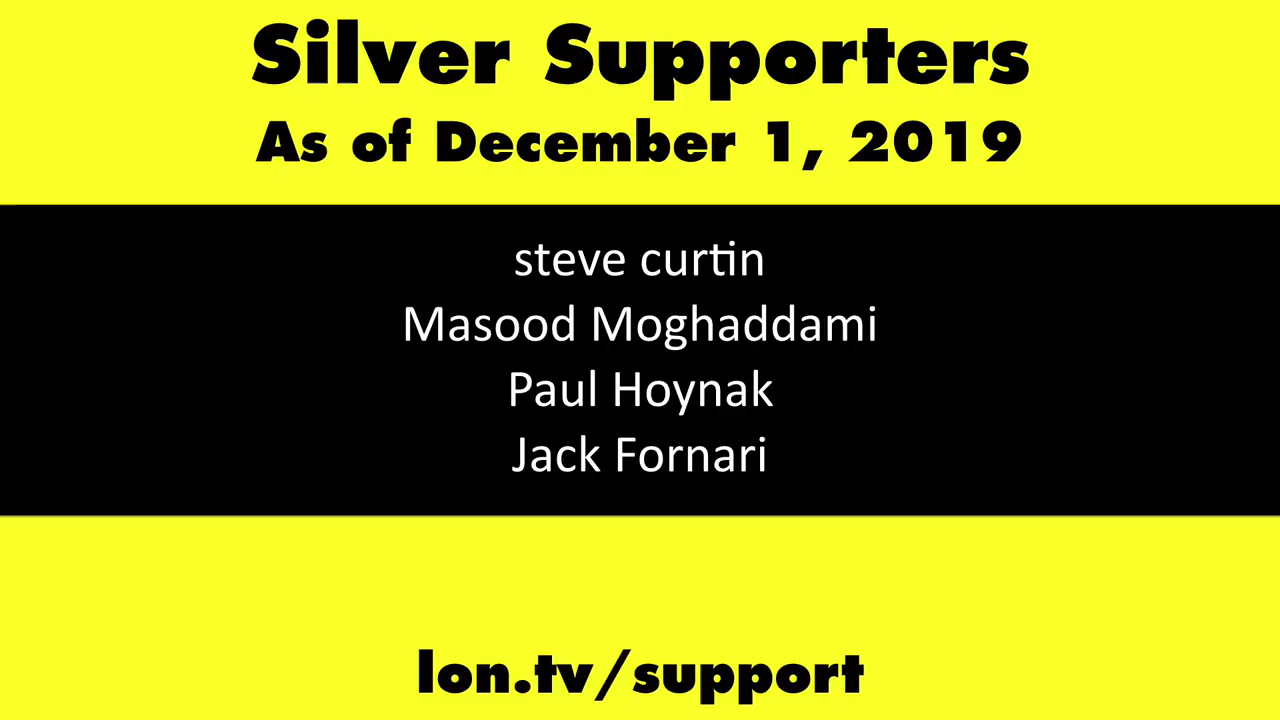 Silver Supporters
As of December 1, 2019
steve curtin
Masood Moghaddami
Paul Hoynak
Jack Fornari
lon.tv/support